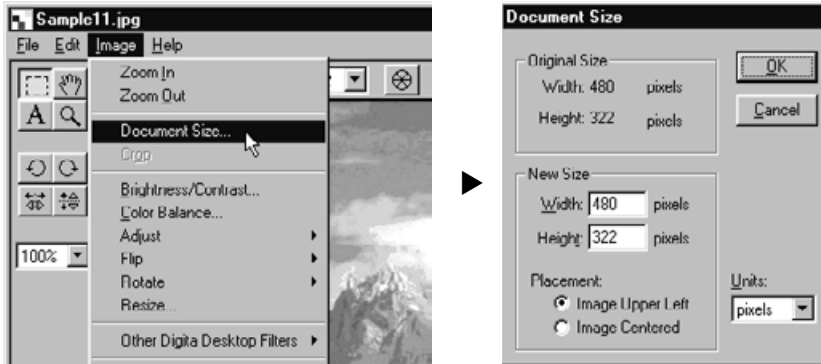 Sample11.jpg
File Edit Image Help
Zoom In
Zoom Out
Document Size...
Crop
Brightness/Contrast...
Color Balance...
Adjust
Flip
Rotate
Resize...
Other Digita Desktop Filters
A
100%
Document Size
Original Size
Width: 480 pixels
Height: 322 pixels
OK
Cancel
New Size
Width: 480 pixels
Height: 322 pixels
Placement:
Image Upper Left
Image Centered
Units:
pixels